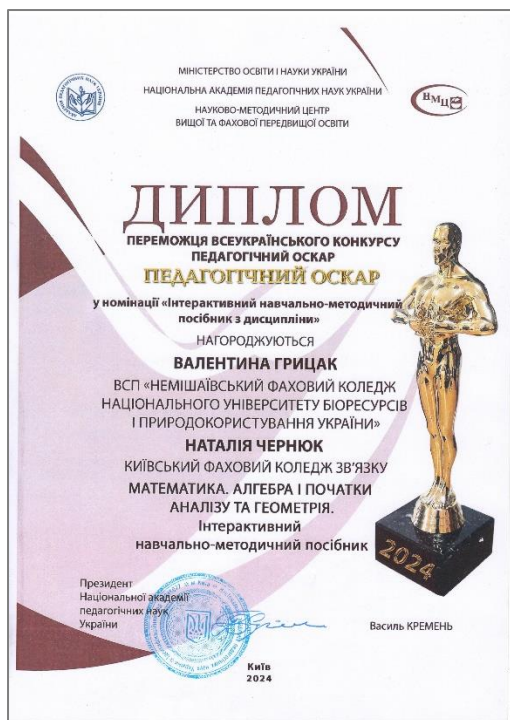 МІНІСТЕРСТВО ОСВІТИ І НАУКИ УКРАЇНИ
НАЦІОНАЛЬНА АКАДЕМІЯ ПЕДАГОГІЧНИХ НАУК УКРАЇНИ
НАУКОВО-МЕТОДИЧНИЙ ЦЕНТР
ВИЩОЇ ТА ФАХОВОЇ ПЕРЕДВИЩОЇ ОСВІТИ
НМЦ
ДИПЛОМ
ПЕРЕМОЖЦЯ ВСЕУКРАЇНСЬКОГО КОНКУРСУ
ПЕДАГОГІЧНИЙ ОСКАР
ПЕДАГОГІЧНИЙ ОСКАР
у номінації «Інтерактивний навчально-методичний
посібник з дисципліни»
НАГОРОДЖУЮТЬСЯ
ВАЛЕНТИНА ГРИЦАК
ВСП «НЕМІШАЇВСЬКИЙ ФАХОВИЙ КОЛЕДЖ
НАЦІОНАЛЬНОГО УНІВЕРСИТЕТУ БІОРЕСУРСІВ
І ПРИРОДОКОРИСТУВАННЯ УКРАЇНИ»
НАТАЛІЯ ЧЕРНЮК
КИЇВСЬКИЙ ФАХОВИЙ КОЛЕДЖ ЗВ'ЯЗКУ
МАТЕМАТИКА. АЛГЕБРА І ПОЧАТКИ
АНАЛІЗУ ТА ГЕОМЕТРІЯ.
Інтерактивний
навчально-методичний посібник
2024
Президент
Національної академії
педагогічних наук
України
Василь КРЕМЕНЬ
Київ
2024